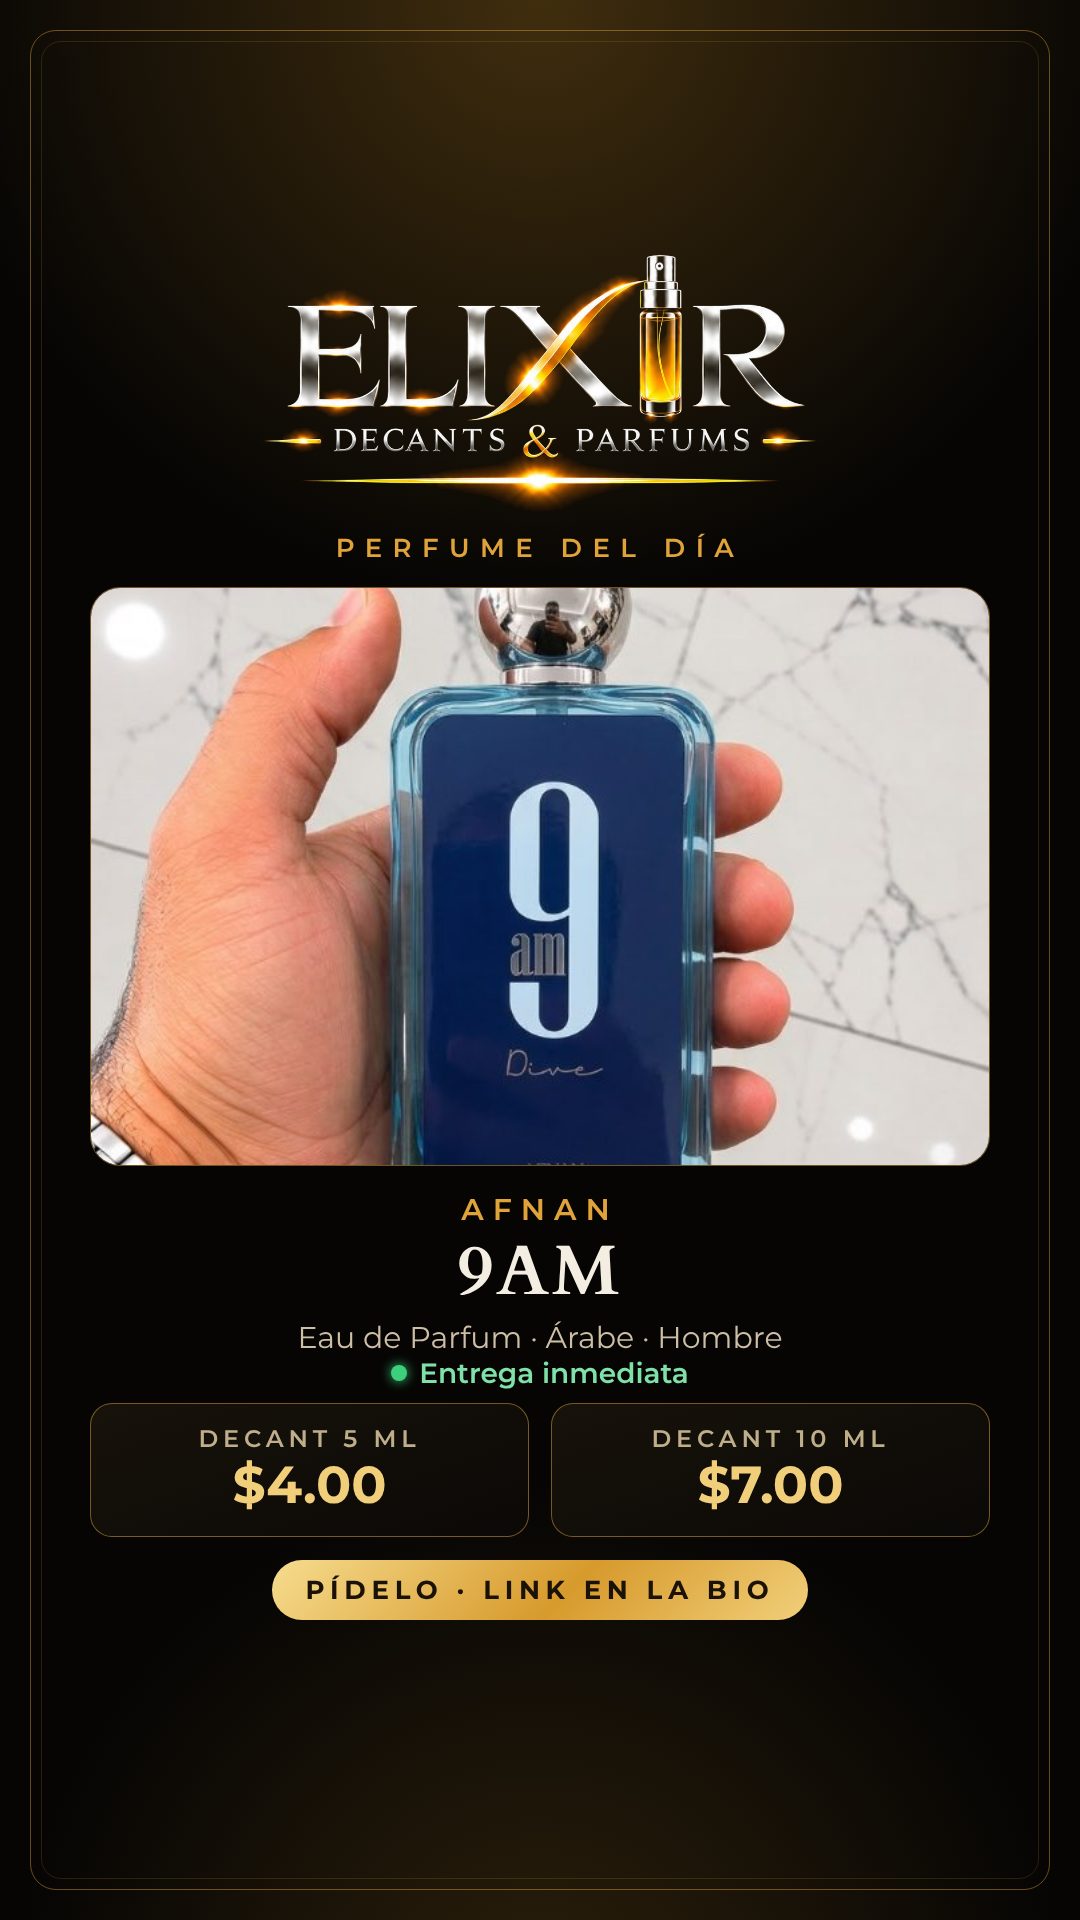 ELIXIR
DECANTS & PARFUMS
PERFUME DEL DÍA
9
am
Dive
AFNAN
9AM
Eau de Parfum · Árabe · Hombre
Entrega inmediata
DECANT 5 ML
$4.00
DECANT 10 ML
$7.00
PÍDELO · LINK EN LA BIO